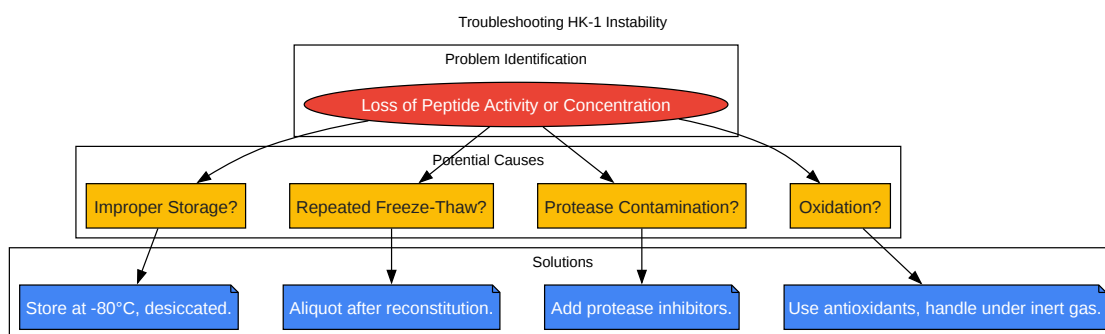 Troubleshooting HK-1 Instability
Problem Identification
Loss of Peptide Activity or Concentration
Potential Causes
Improper Storage?
Repeated Freeze-Thaw?
Protease Contamination?
Oxidation?
Solutions
Store at -80°C, desiccated.
Aliquot after reconstitution.
Add protease inhibitors.
Use antioxidants, handle under inert gas.